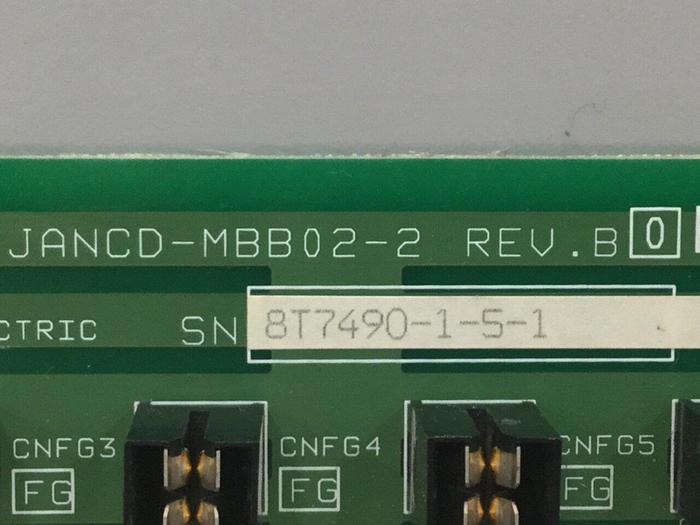 JANCD-MBB02-2 REV.B 0
CTRIC SN 8T7490-1-5-1
CNFG3 CNFG4 CNFG5
FG FG FG